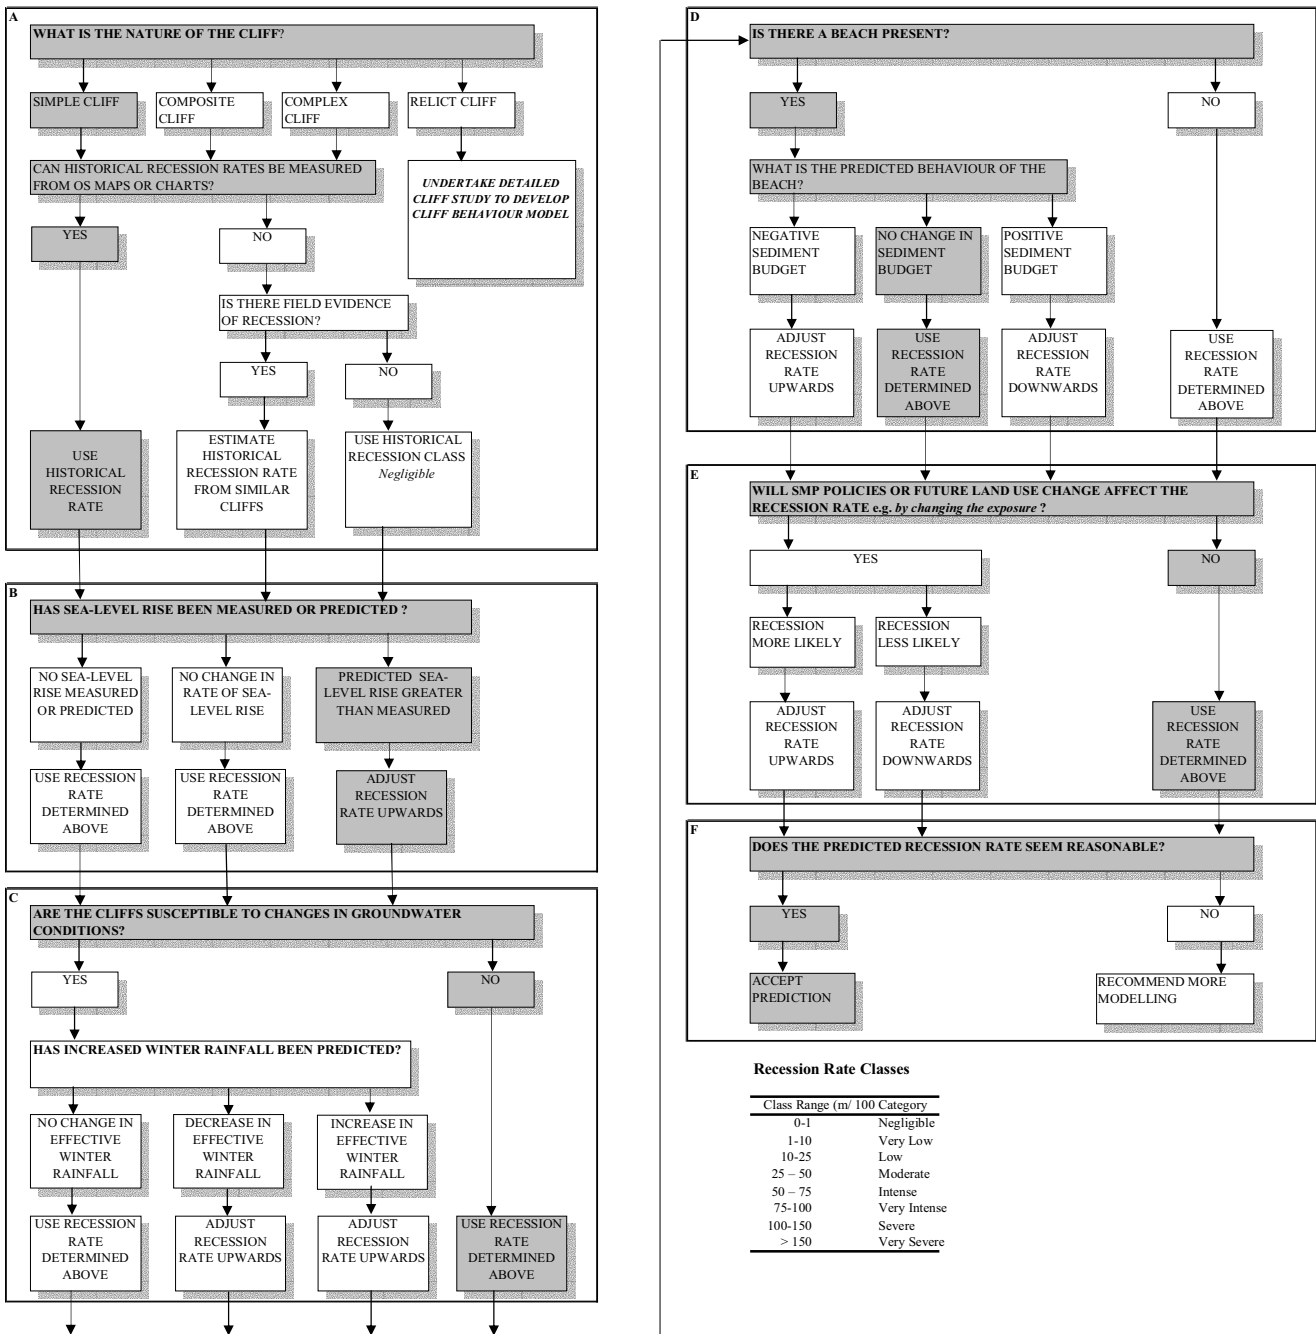 A
WHAT IS THE NATURE OF THE CLIFF?
SIMPLE CLIFF
COMPOSITE
CLIFF
COMPLEX
CLIFF
RELICT CLIFF
CAN HISTORICAL RECESSION RATES BE MEASURED
FROM OS MAPS OR CHARTS?
UNDERTAKE DETAILED
CLIFF STUDY TO DEVELOP
CLIFF BEHAVIOUR MODEL
YES
NO
IS THERE FIELD EVIDENCE
OF RECESSION?
YES
NO
USE
HISTORICAL
RECESSION
RATE
ESTIMATE
HISTORICAL
RECESSION RATE
FROM SIMILAR
CLIFFS
USE HISTORICAL
RECESSION CLASS
Negligible
B
HAS SEA-LEVEL RISE BEEN MEASURED OR PREDICTED ?
NO SEA-LEVEL
RISE MEASURED
OR PREDICTED
NO CHANGE IN
RATE OF SEA-
LEVEL RISE
PREDICTED SEA-
LEVEL RISE GREATER
THAN MEASURED
USE RECESSION
RATE
DETERMINED
ABOVE
USE RECESSION
RATE
DETERMINED
ABOVE
ADJUST
RECESSION
RATE UPWARDS
C
ARE THE CLIFFS SUSCEPTIBLE TO CHANGES IN GROUNDWATER
CONDITIONS?
YES
NO
HAS INCREASED WINTER RAINFALL BEEN PREDICTED?
NO CHANGE IN
EFFECTIVE
WINTER
RAINFALL
DECREASE IN
EFFECTIVE
WINTER
RAINFALL
INCREASE IN
EFFECTIVE
WINTER
RAINFALL
USE RECESSION
RATE
DETERMINED
ABOVE
ADJUST
RECESSION
RATE UPWARDS
ADJUST
RECESSION
RATE UPWARDS
USE RECESSION
RATE
DETERMINED
ABOVE
D
IS THERE A BEACH PRESENT?
YES
NO
WHAT IS THE PREDICTED BEHAVIOUR OF THE
BEACH?
NEGATIVE
SEDIMENT
BUDGET
NO CHANGE IN
SEDIMENT
BUDGET
POSITIVE
SEDIMENT
BUDGET
ADJUST
RECESSION
RATE
UPWARDS
USE
RECESSION
RATE
DETERMINED
ABOVE
ADJUST
RECESSION
RATE
DOWNWARDS
USE
RECESSION
RATE
DETERMINED
ABOVE
E
WILL SMP POLICIES OR FUTURE LAND USE CHANGE AFFECT THE
RECESSION RATE e.g. by changing the exposure ?
YES
NO
RECESSION
MORE LIKELY
RECESSION
LESS LIKELY
ADJUST
RECESSION
RATE
UPWARDS
ADJUST
RECESSION
RATE
DOWNWARDS
USE
RECESSION
RATE
DETERMINED
ABOVE
F
DOES THE PREDICTED RECESSION RATE SEEM REASONABLE?
YES
NO
ACCEPT
PREDICTION
RECOMMEND MORE
MODELLING
Recession Rate Classes
Class Range (m/ 100 Category
0-1 Negligible
1-10 Very Low
10-25 Low
25 – 50 Moderate
50 – 75 Intense
75-100 Very Intense
100-150 Severe
> 150 Very Severe